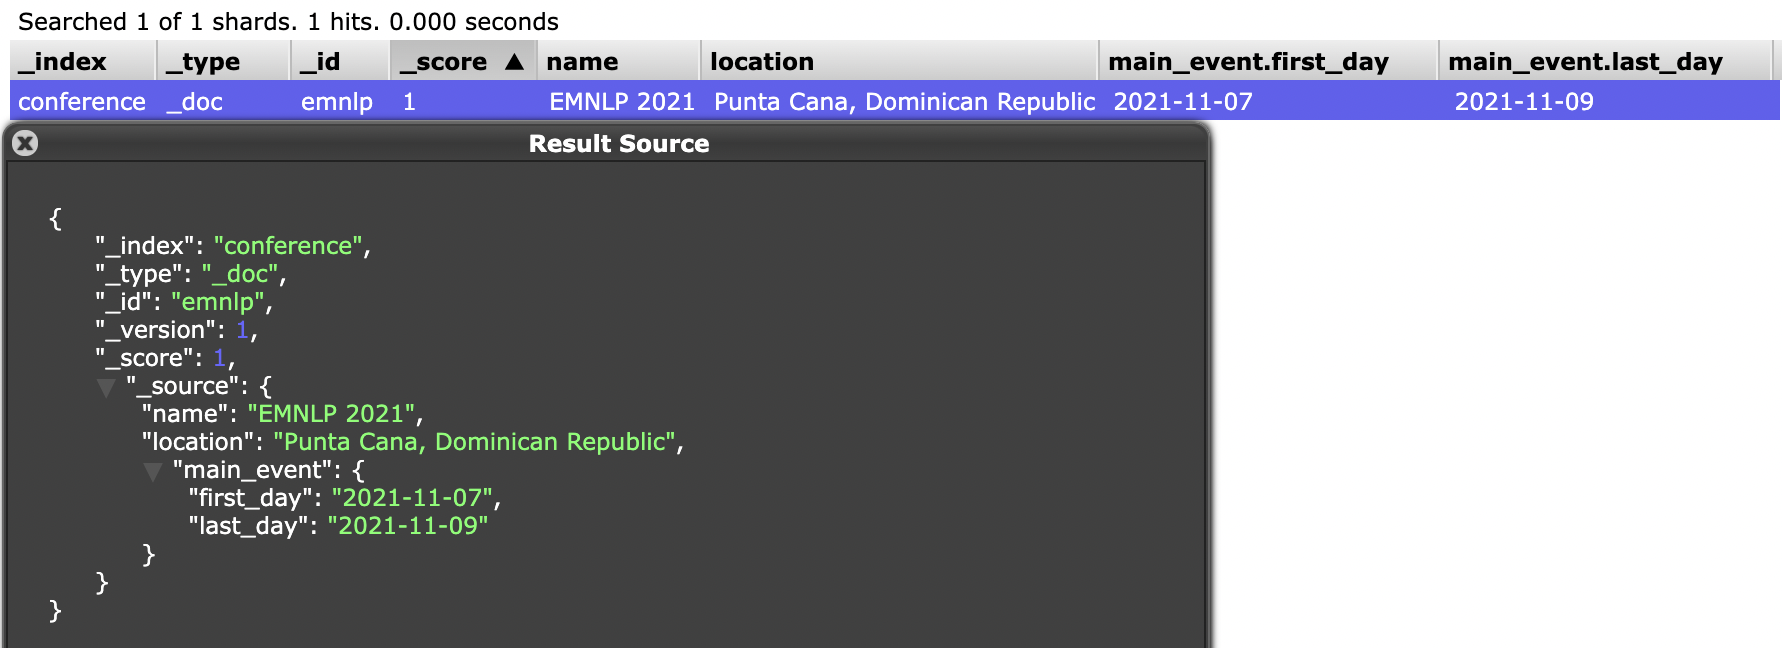 Searched 1 of 1 shards. 1 hits. 0.000 seconds
_index _type _id _score ▲ name location main_event.first_day main_event.last_day
conference _doc emnlp 1 EMNLP 2021 Punta Cana, Dominican Republic 2021-11-07 2021-11-09
Result Source
{
"_index": "conference",
"_type": "_doc",
"_id": "emnlp",
"_version": 1,
"_score": 1,
"_source": {
"name": "EMNLP 2021",
"location": "Punta Cana, Dominican Republic",
"main_event": {
"first_day": "2021-11-07",
"last_day": "2021-11-09"
}
}
}